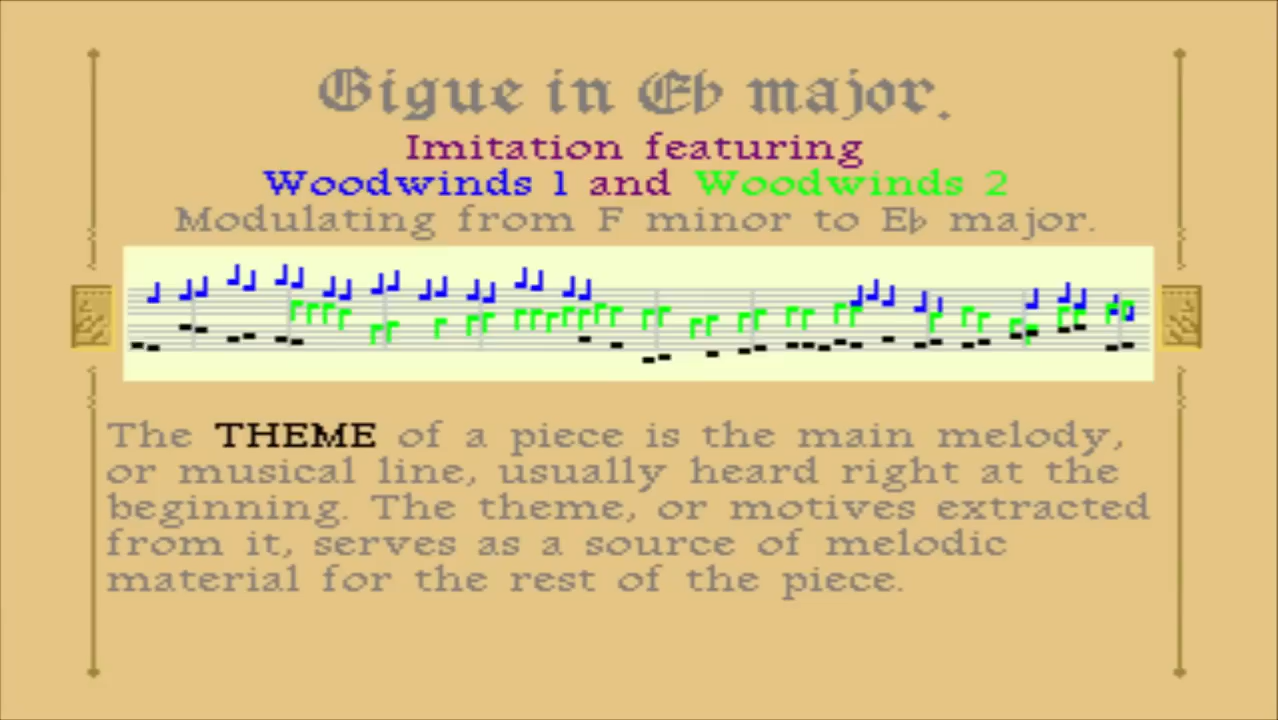 Gigue in E♭ major.
Imitation featuring
Woodwinds 1 and Woodwinds 2
Modulating from F minor to E♭ major.
The THEME of a piece is the main melody,
or musical line, usually heard right at the
beginning. The theme, or motives extracted
from it, serves as a source of melodic
material for the rest of the piece.